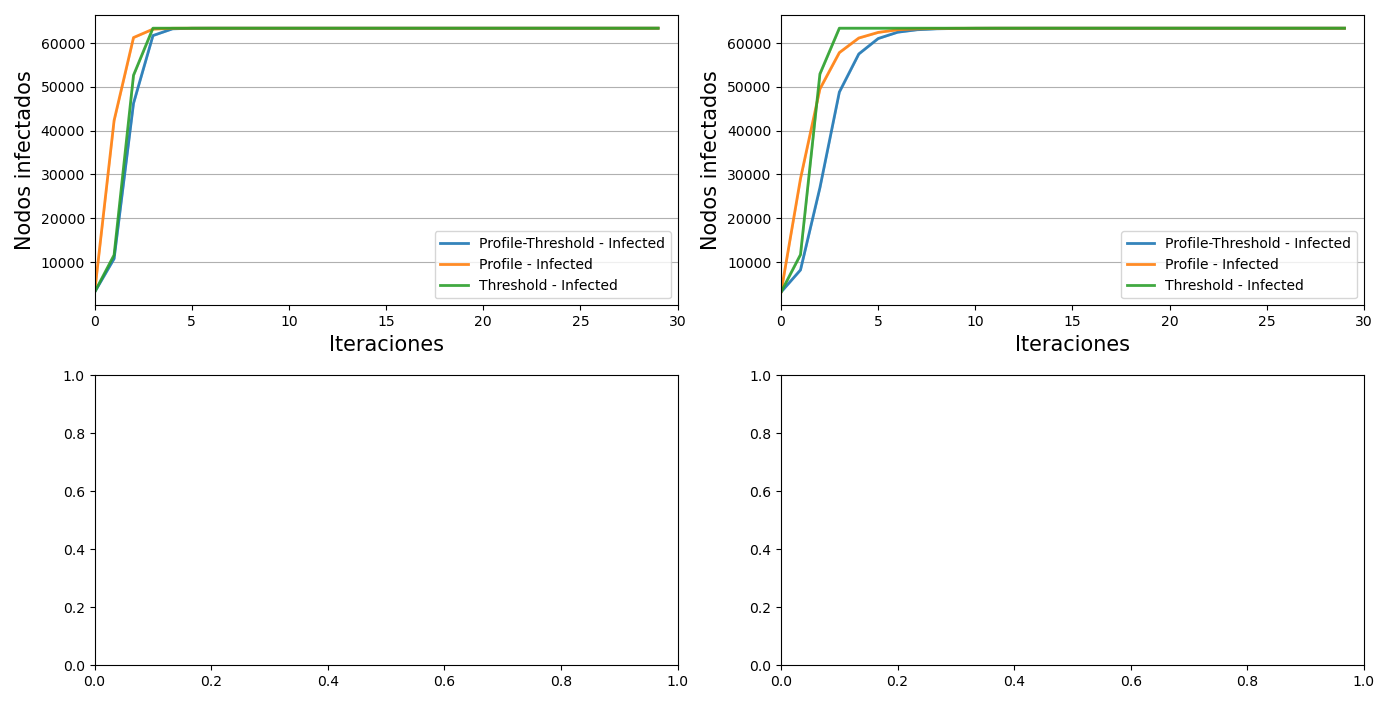 60000
50000
40000
30000
20000
10000
Nodos infectados
Profile-Threshold - Infected
Profile - Infected
Threshold - Infected
0 5 10 15 20 25 30
Iteraciones
60000
50000
40000
30000
20000
10000
Nodos infectados
Profile-Threshold - Infected
Profile - Infected
Threshold - Infected
0 5 10 15 20 25 30
Iteraciones
1.0
0.8
0.6
0.4
0.2
0.0
0.0 0.2 0.4 0.6 0.8 1.0
1.0
0.8
0.6
0.4
0.2
0.0
0.0 0.2 0.4 0.6 0.8 1.0